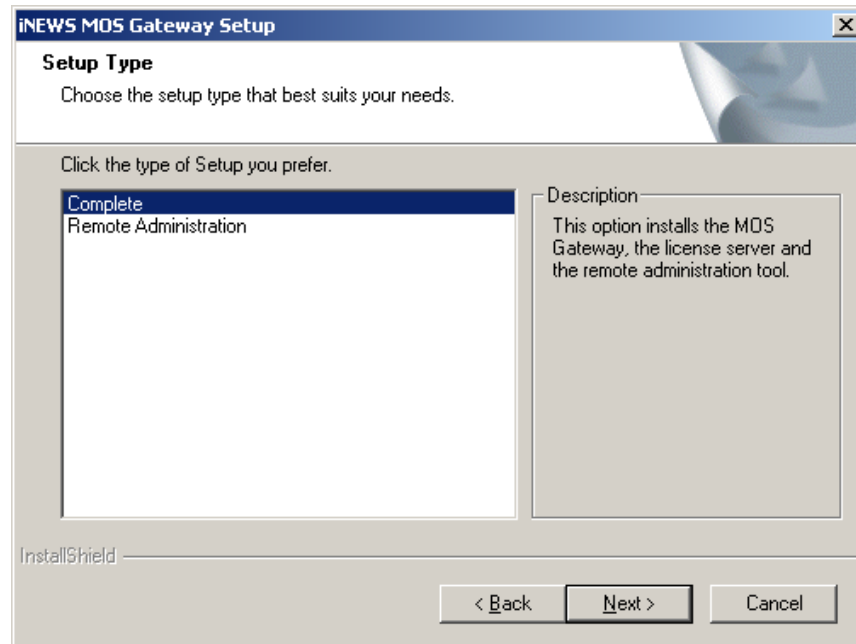 iNEWS MOS Gateway Setup
Setup Type
Choose the setup type that best suits your needs.
Click the type of Setup you prefer.
Complete
Remote Administration
Description
This option installs the MOS
Gateway, the license server and
the remote administration tool.
InstallShield
< Back
Next >
Cancel